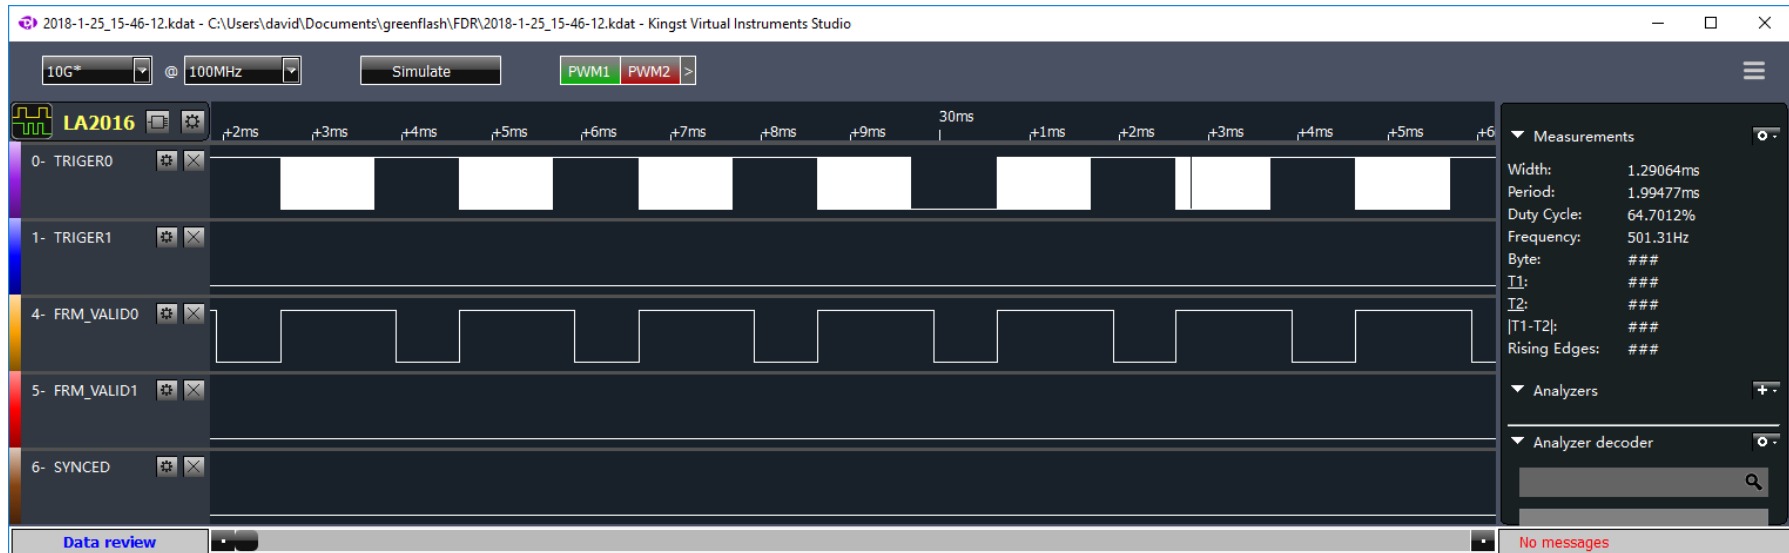 2018-1-25_15-46-12.kdat - C:\Users\david\Documents\greenflash\FDR\2018-1-25_15-46-12.kdat - Kingst Virtual Instruments Studio
10G* @ 100MHz Simulate PWM1 PWM2 >
LA2016
+2ms +3ms +4ms +5ms +6ms +7ms +8ms +9ms 30ms +1ms +2ms +3ms +4ms +5ms +6
0- TRIGER0
1- TRIGER1
4- FRM_VALID0
5- FRM_VALID1
6- SYNCED
Data review
Measurements
Width: 1.29064ms
Period: 1.99477ms
Duty Cycle: 64.7012%
Frequency: 501.31Hz
Byte: ###
T1: ###
T2: ###
|T1-T2|: ###
Rising Edges: ###
Analyzers
Analyzer decoder
No messages